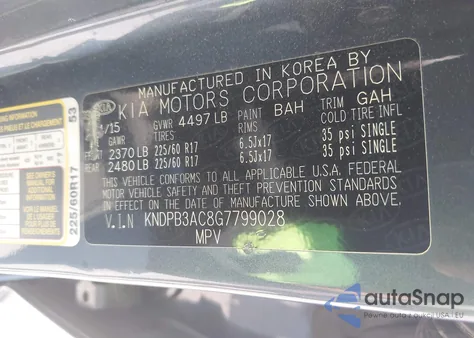 MANUFACTURED IN KOREA BY
KIA MOTORS CORPORATION
/15 GVWR 4497 LB PAINT BAH TRIM GAH
TIRES RIMS COLD TIRE INFL
2370 LB 225/60 R17 6.5Jx17 35 psi SINGLE
2480 LB 225/60 R17 6.5Jx17 35 psi SINGLE
THIS VEHICLE CONFORMS TO ALL APPLICABLE U.S.A. FEDERAL
MOTOR VEHICLE SAFETY AND THEFT PREVENTION STANDARDS
IN EFFECT ON THE DATE OF MANUFACTURE SHOWN ABOVE.
V.I.N KNDPB3AC8G7799028
MPV
53
225/60R17
autoSnap